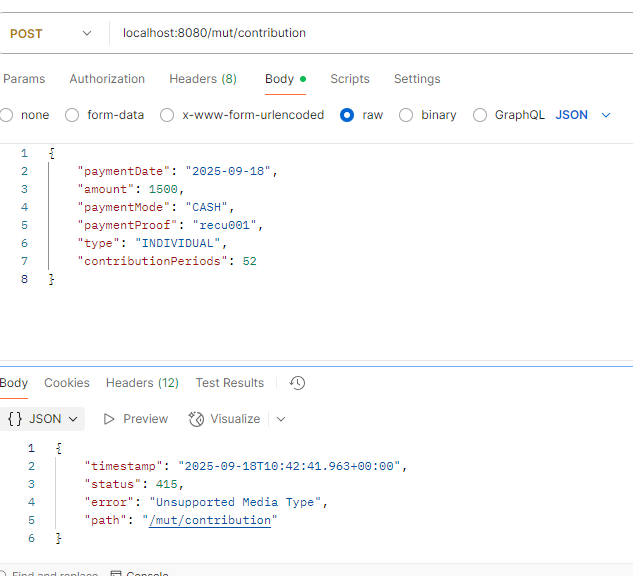 POST localhost:8080/mut/contribution
Params Authorization Headers (8) Body Scripts Settings
none form-data x-www-form-urlencoded raw binary GraphQL JSON
1 {
2 "paymentDate": "2025-09-18",
3 "amount": 1500,
4 "paymentMode": "CASH",
5 "paymentProof": "recu001",
6 "type": "INDIVIDUAL",
7 "contributionPeriods": 52
8 }
Body Cookies Headers (12) Test Results
{} JSON Preview Visualize
1 {
2 "timestamp": "2025-09-18T10:42:41.963+00:00",
3 "status": 415,
4 "error": "Unsupported Media Type",
5 "path": "/mut/contribution"
6 }
Find and replace Console